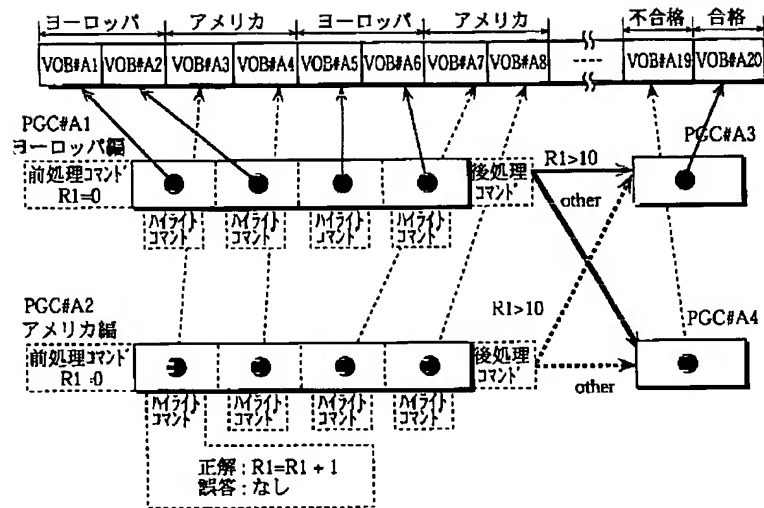 ヨーロッパ アメリカ ヨーロッパ アメリカ 不合格 合格
VOB#A1 VOB#A2 VOB#A3 VOB#A4 VOB#A5 VOB#A6 VOB#A7 VOB#A8 ---- VOB#A19 VOB#A20
PGC#A1
ヨーロッパ編
前処理コマンド
R1=0
後処理
コマンド
R1>10
other
PGC#A3
ハイライト
コマンド
ハイライト
コマンド
ハイライト
コマンド
ハイライト
コマンド
PGC#A2
アメリカ編
前処理コマンド
R1=0
後処理
コマンド
R1>10
other
PGC#A4
ハイライト
コマンド
ハイライト
コマンド
ハイライト
コマンド
ハイライト
コマンド
正解:R1=R1+1
誤答:なし